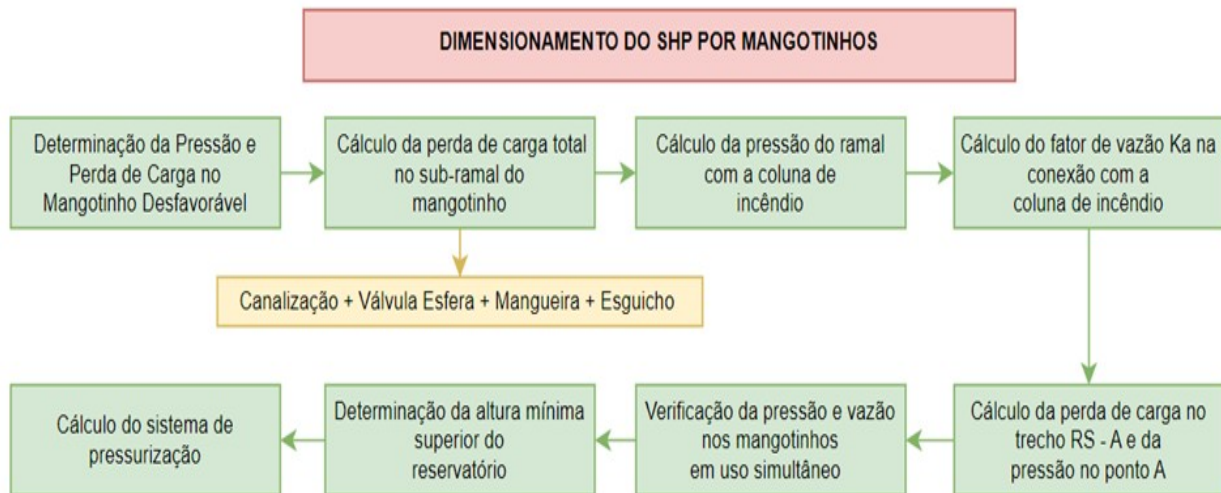 DIMENSIONAMENTO DO SHP POR MANGOTINHOS
Determinação da Pressão e
Perda de Carga no
Mangotinho Desfavorável
Cálculo da perda de carga total
no sub-ramal do
mangotinho
Cálculo da pressão do ramal
com a coluna de
incêndio
Cálculo do fator de vazão Ka na
conexão com a
coluna de incêndio
Canalização + Válvula Esfera + Mangueira + Esguicho
Cálculo da perda de carga no
trecho RS - A e da
pressão no ponto A
Verificação da pressão e vazão
nos mangotinhos
em uso simultâneo
Determinação da altura mínima
superior do
reservatório
Cálculo do sistema de
pressurização